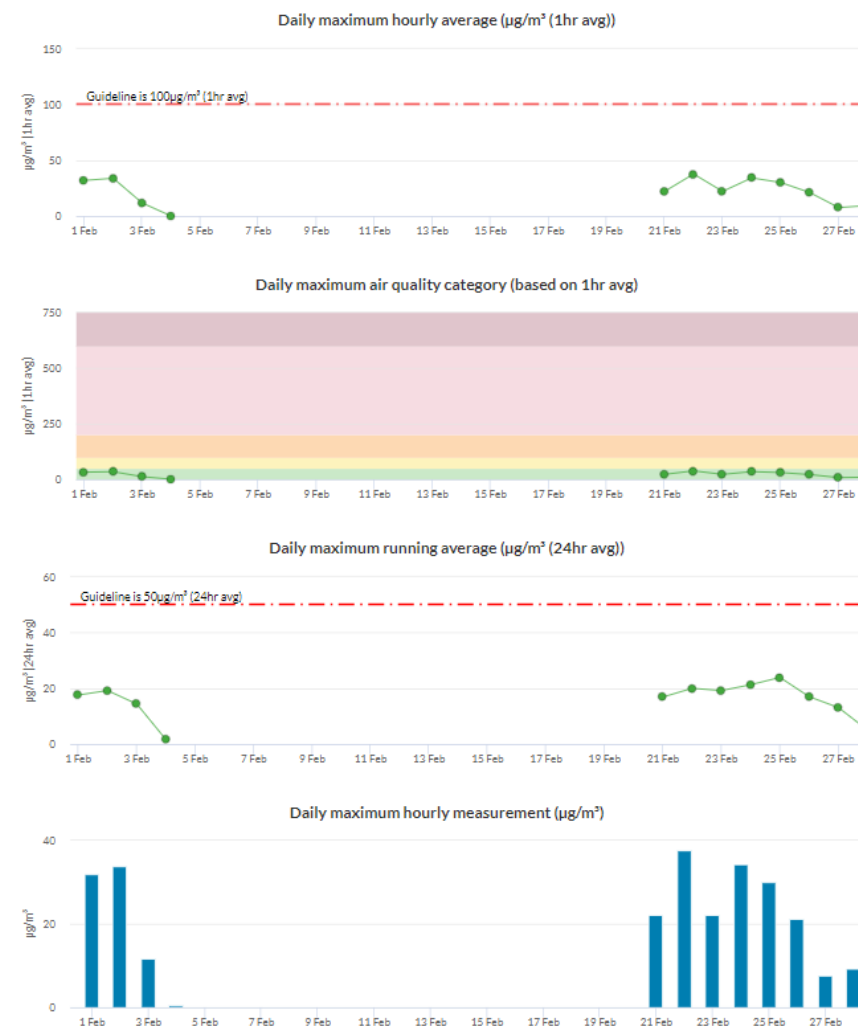 Daily maximum hourly average (µg/m³ (1hr avg))
150
Guideline is 100µg/m³ (1hr avg)
100
50
0
µg/m³ | 1hr avg)
1 Feb 3 Feb 5 Feb 7 Feb 9 Feb 11 Feb 13 Feb 15 Feb 17 Feb 19 Feb 21 Feb 23 Feb 25 Feb 27 Feb
Daily maximum air quality category (based on 1hr avg)
750
500
250
0
µg/m³ (1hr avg)
1 Feb 3 Feb 5 Feb 7 Feb 9 Feb 11 Feb 13 Feb 15 Feb 17 Feb 19 Feb 21 Feb 23 Feb 25 Feb 27 Feb
Daily maximum running average (µg/m³ (24hr avg))
60
Guideline is 50µg/m³ (24hr avg)
40
20
0
µg/m³ | 24hr avg)
1 Feb 3 Feb 5 Feb 7 Feb 9 Feb 11 Feb 13 Feb 15 Feb 17 Feb 19 Feb 21 Feb 23 Feb 25 Feb 27 Feb
Daily maximum hourly measurement (µg/m³)
40
20
0
µg/m³
1 Feb 3 Feb 5 Feb 7 Feb 9 Feb 11 Feb 13 Feb 15 Feb 17 Feb 19 Feb 21 Feb 23 Feb 25 Feb 27 Feb